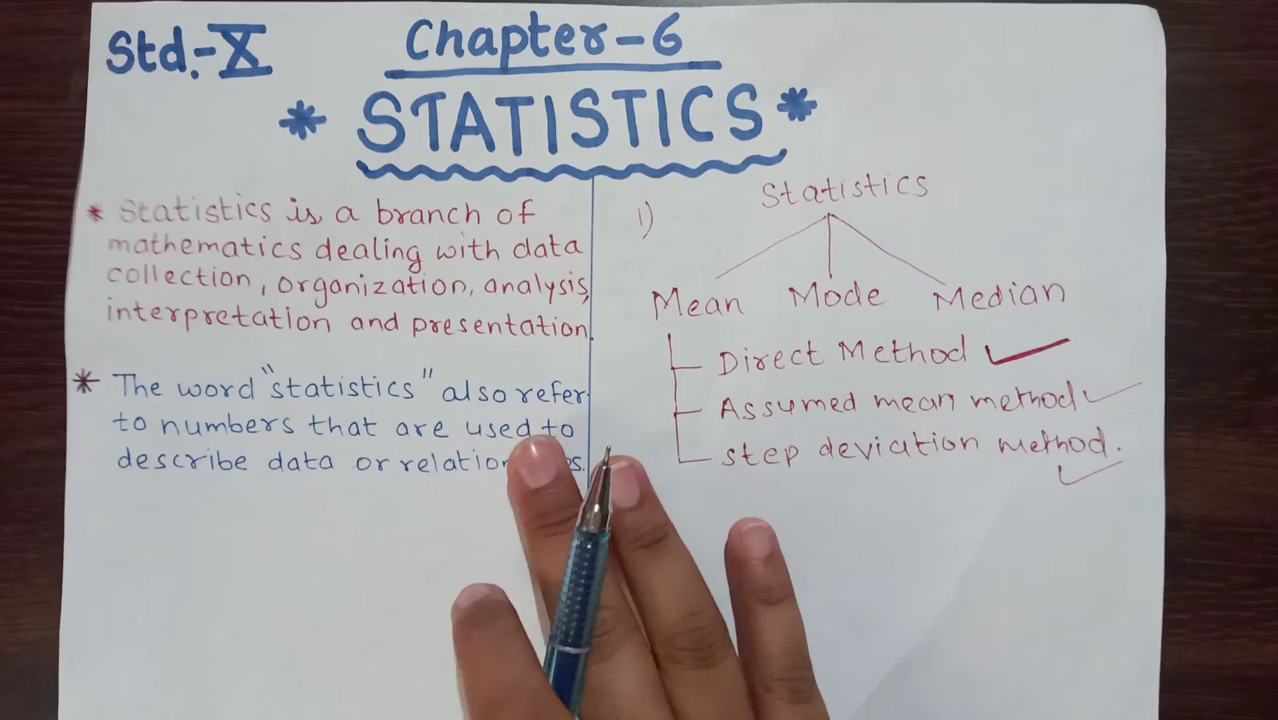 Std.-X
Chapter-6
* STATISTICS *
* Statistics is a branch of
mathematics dealing with data
collection, organization, analysis,
interpretation and presentation.
* The word "statistics" also refer
to numbers that are used to
describe data or
1) Statistics
Mean Mode Median
Direct Method ✓
Assumed mean method ✓
step deviation method. ✓